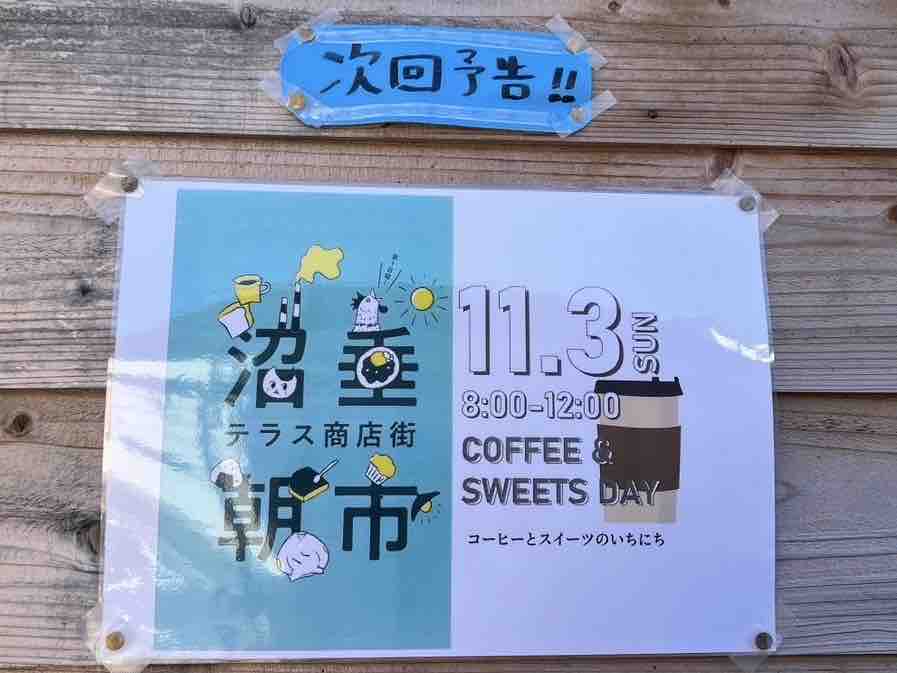 次回予告!!
沼垂
テラス商店街
朝市
11.3 SUN
8:00-12:00
COFFEE &
SWEETS DAY
コーヒーとスイーツのいちにち